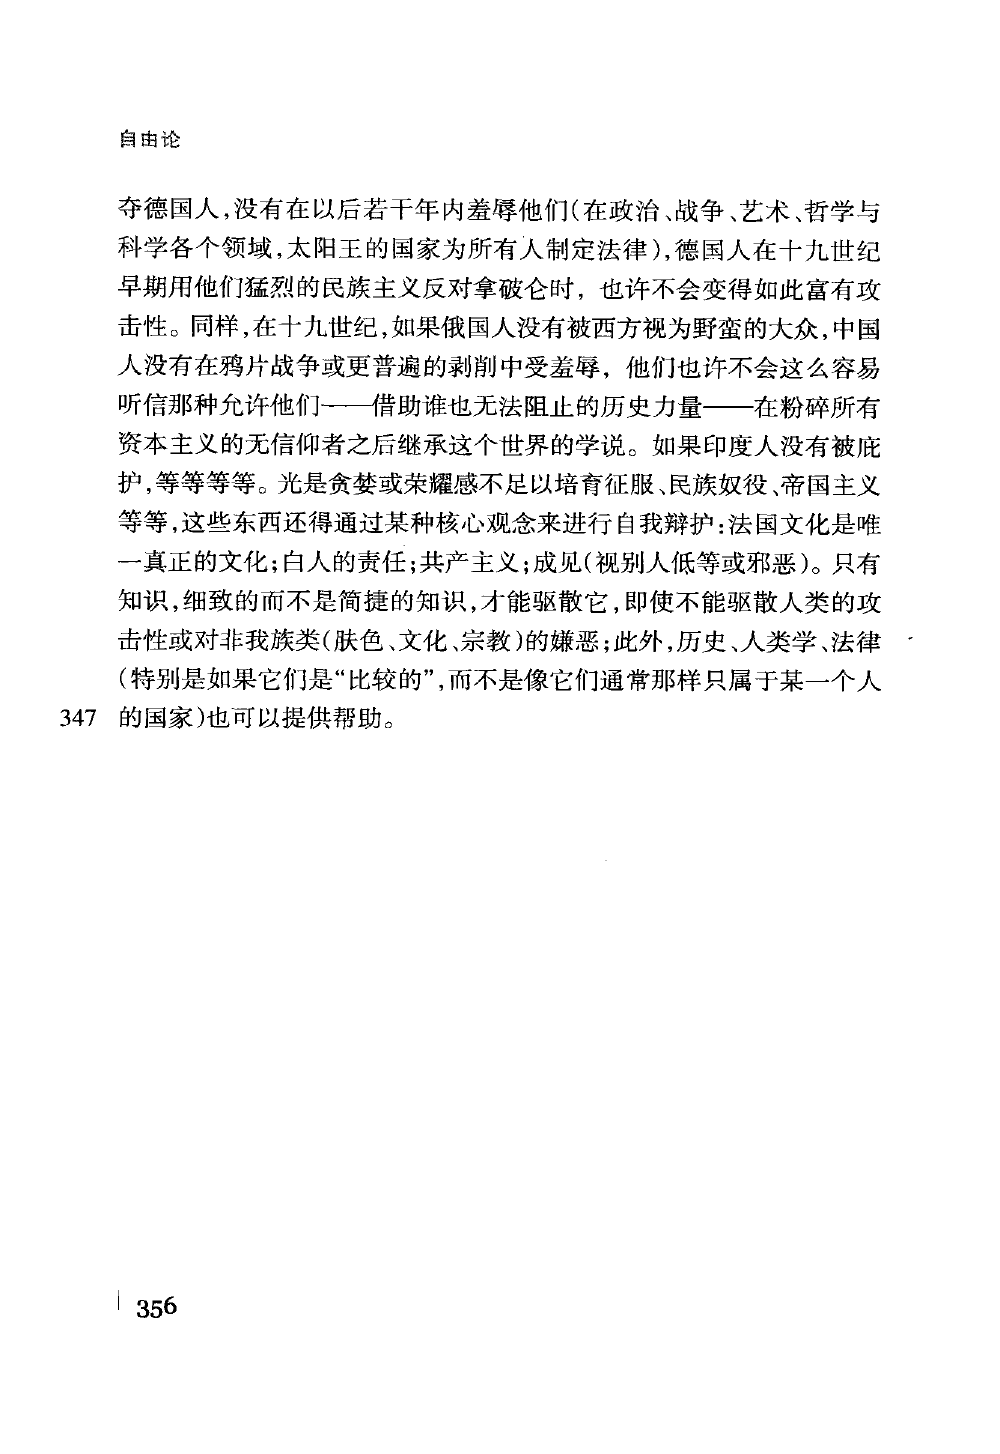 自由论
夺德国人,没有在以后若干年内羞辱他们(在政治、战争、艺术、哲学与
科学各个领域,太阳王的国家为所有人制定法律),德国人在十九世纪
早期用他们猛烈的民族主义反对拿破仑时，也许不会变得如此富有攻
击性。同样,在十九世纪,如果俄国人没有被西方视为野蛮的大众,中国
人没有在鸦片战争或更普遍的剥削中受羞辱，他们也许不会这么容易
听信那种允许他们——借助谁也无法阻止的历史力量——在粉碎所有
资本主义的无信仰者之后继承这个世界的学说。如果印度人没有被庇
护,等等等等。光是贪婪或荣耀感不足以培育征服、民族奴役、帝国主义
等等,这些东西还得通过某种核心观念来进行自我辩护:法国文化是唯
一真正的文化;白人的责任;共产主义;成见(视别人低等或邪恶)。只有
知识,细致的而不是简捷的知识,才能驱散它,即使不能驱散人类的攻
击性或对非我族类(肤色、文化、宗教)的嫌恶;此外,历史、人类学、法律
(特别是如果它们是“比较的”,而不是像它们通常那样只属于某一个人
347 的国家)也可以提供帮助。
356